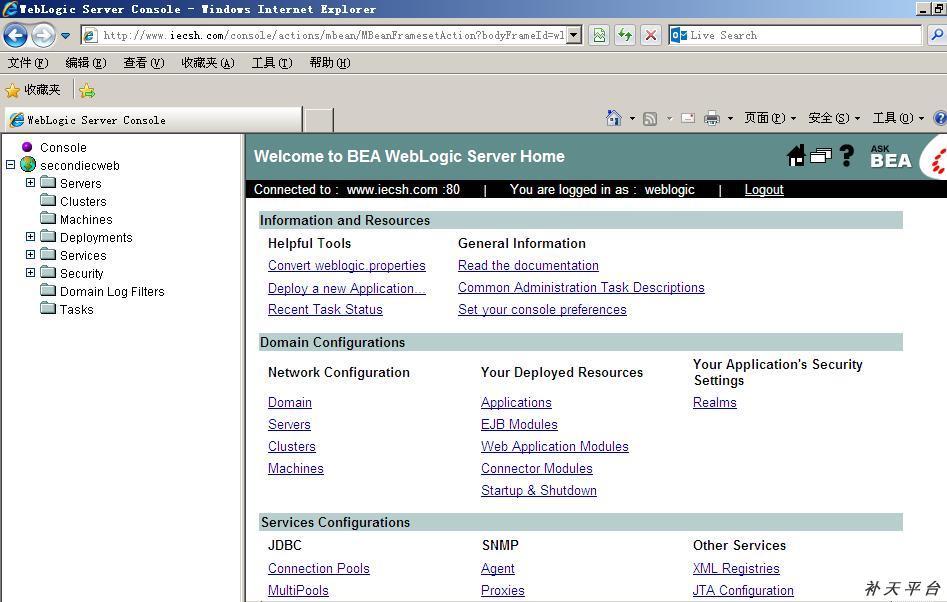 WebLogic Server Console - Windows Internet Explorer
http://www.iecsh.com/console/actions/mbean/MBeanFramesetAction?bodyFrameId=wl
Live Search
文件(F) 编辑(E) 查看(V) 收藏夹(A) 工具(T) 帮助(H)
收藏夹
WebLogic Server Console
页面(P) 安全(S) 工具(O)
Console
secondiecweb
Servers
Clusters
Machines
Deployments
Services
Security
Domain Log Filters
Tasks
Welcome to BEA WebLogic Server Home
ASK
BEA
Connected to : www.iecsh.com :80 | You are logged in as : weblogic | Logout
Information and Resources
Helpful Tools General Information
Convert weblogic.properties Read the documentation
Deploy a new Application... Common Administration Task Descriptions
Recent Task Status Set your console preferences
Domain Configurations
Network Configuration Your Deployed Resources Your Application's Security
Settings
Domain Applications Realms
Servers EJB Modules
Clusters Web Application Modules
Machines Connector Modules
Startup & Shutdown
Services Configurations
JDBC SNMP Other Services
Connection Pools Agent XML Registries
MultiPools Proxies JTA Configuration
补天平台